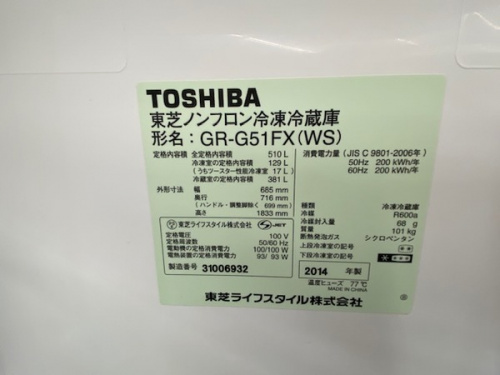 TOSHIBA
東芝ノンフロン冷凍冷蔵庫
形名：GR-G51FX(WS)
定格内容積 全定格内容積 510 L
冷凍室の定格内容積 129 L
(うちツースター性能冷凍室 17 L)
冷蔵室の定格内容積 381 L
外形寸法 幅 685 mm
奥行 716 mm
(ハンドル・調整脚除く 699 mm)
高さ 1833 mm
東芝ライフスタイル株式会社
定格電圧 100 V
定格周波数 50/60 Hz
電動機の定格消費電力 100/100 W
電熱装置の定格消費電力 93/ 93 W
製造番号 31006932
消費電力量(JIS C 9801-2006年)
50Hz 200 kWh/年
60Hz 200 kWh/年
種類 冷凍冷蔵庫
冷媒 R600a
冷媒封入量 68 g
質量 101 kg
断熱発泡ガス シクロペンタン
上段冷凍室の記号
下段冷凍室の記号
2014 年製
温度ヒューズ 77℃
MADE IN CHINA
東芝ライフスタイル株式会社